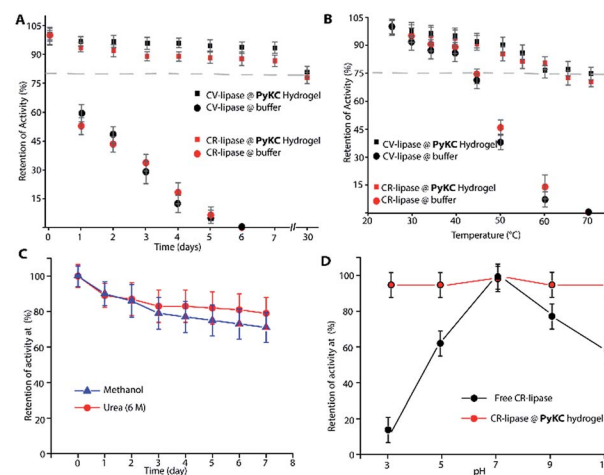 A
Retention of Activity (%)
100
75
60
45
30
15
CV-lipase @ PyKC Hydrogel
CV-lipase @ buffer
CR-lipase @ PyKC Hydrogel
CR-lipase @ buffer
0 1 2 3 4 5 6 7 30
Time (days)
B
Retention of Activity (%)
105
90
75
60
45
30
15
CV-lipase @ PyKC Hydrogel
CV-lipase @ buffer
CR-lipase @ PyKC Hydrogel
CR-lipase @ buffer
20 30 40 50 60 70
Temperature (°C)
C
Retention of activity at (%)
100
80
60
40
20
0
Methanol
Urea (6 M)
0 1 2 3 4 5 6 7 8
Time (day)
D
Retention of activity at (%)
100
80
60
40
20
0
Free CR-lipase
CR-lipase @ PyKC hydrogel
3 5 7 9
pH